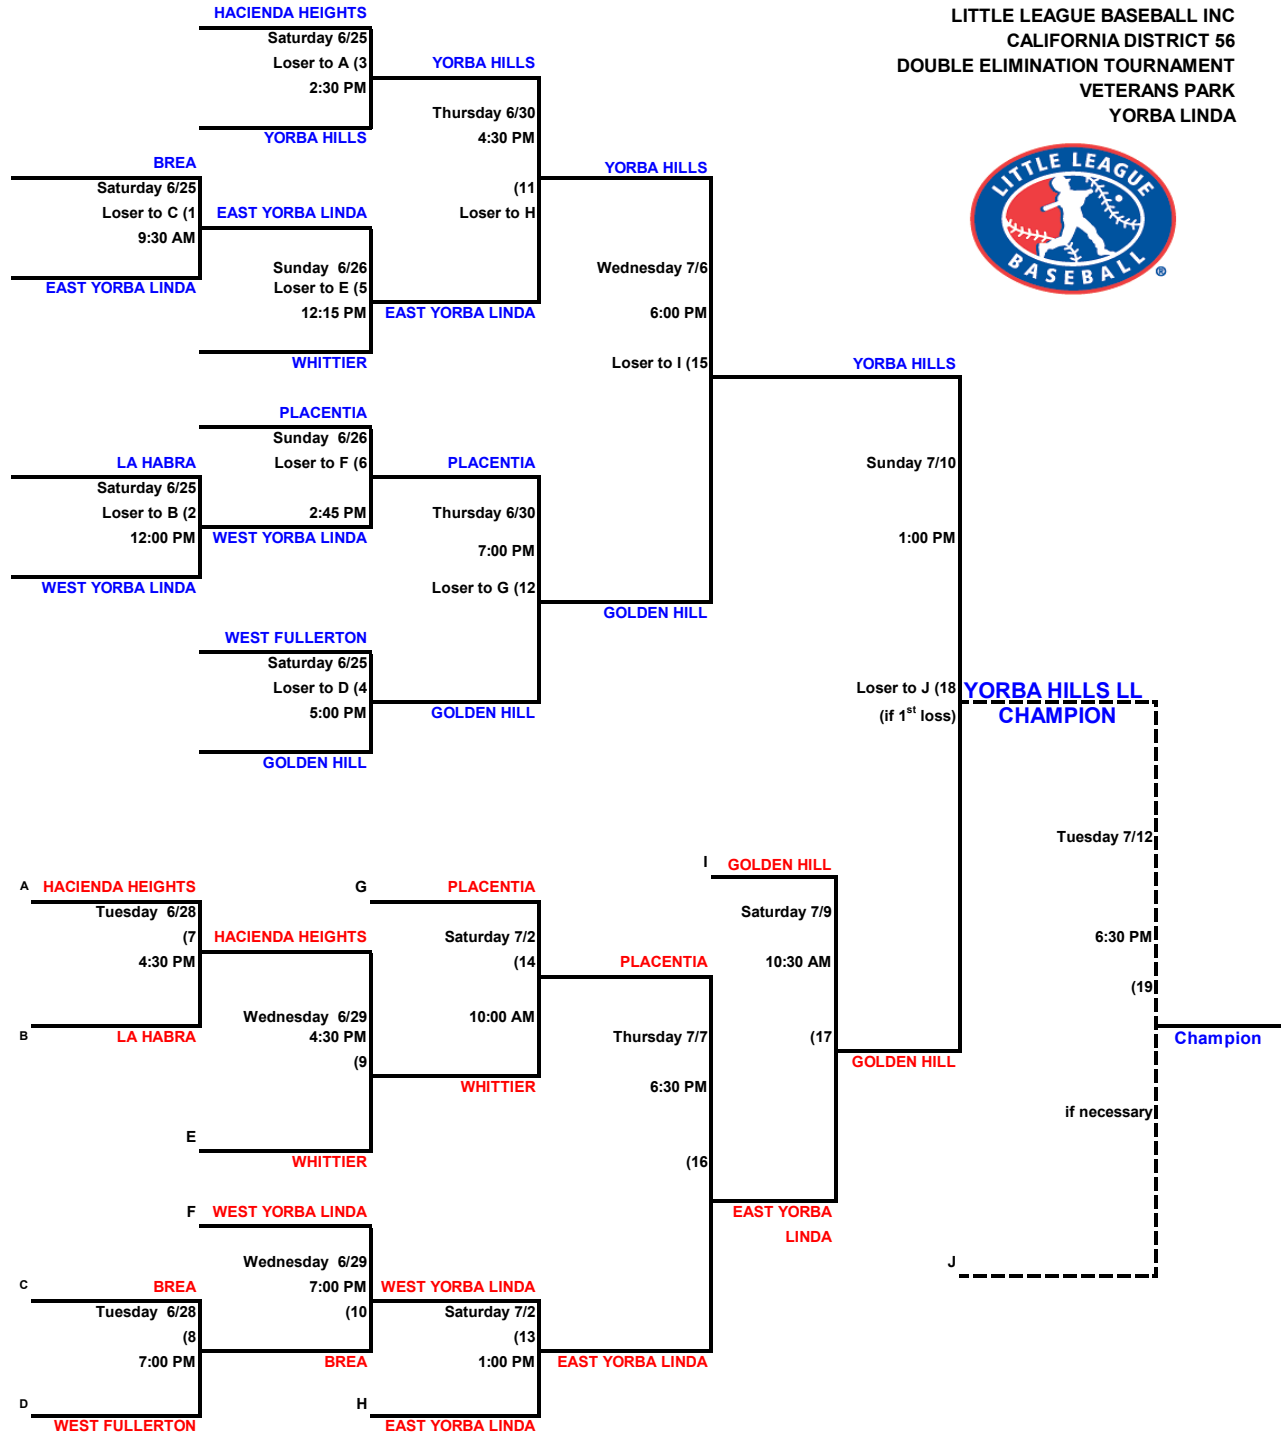 HACIENDA HEIGHTS
LITTLE LEAGUE BASEBALL INC
CALIFORNIA DISTRICT 56
DOUBLE ELIMINATION TOURNAMENT
VETERANS PARK
YORBA LINDA
LITTLE LEAGUE
BASEBALL
®
Saturday 6/25
Loser to A (3
2:30 PM
YORBA HILLS
YORBA HILLS
Thursday 6/30
4:30 PM
(11
Loser to H
BREA
Saturday 6/25
Loser to C (1
9:30 AM
EAST YORBA LINDA
EAST YORBA LINDA
Sunday 6/26
Loser to E (5
12:15 PM
WHITTIER
EAST YORBA LINDA
YORBA HILLS
Wednesday 7/6
6:00 PM
Loser to I (15
PLACENTIA
Sunday 6/26
Loser to F (6
2:45 PM
WEST YORBA LINDA
LA HABRA
Saturday 6/25
Loser to B (2
12:00 PM
WEST YORBA LINDA
PLACENTIA
Thursday 6/30
7:00 PM
Loser to G (12
GOLDEN HILL
WEST FULLERTON
Saturday 6/25
Loser to D (4
5:00 PM
GOLDEN HILL
GOLDEN HILL
YORBA HILLS
Sunday 7/10
1:00 PM
Loser to J (18
(if 1st loss)
YORBA HILLS LL
CHAMPION
Tuesday 7/12
6:30 PM
(19
if necessary
Champion
J
A HACIENDA HEIGHTS
Tuesday 6/28
(7
4:30 PM
B LA HABRA
HACIENDA HEIGHTS
Wednesday 6/29
4:30 PM
(9
E
WHITTIER
G PLACENTIA
Saturday 7/2
(14
10:00 AM
WHITTIER
PLACENTIA
Thursday 7/7
6:30 PM
(16
I GOLDEN HILL
Saturday 7/9
10:30 AM
(17
GOLDEN HILL
EAST YORBA
LINDA
F WEST YORBA LINDA
Wednesday 6/29
7:00 PM
(10
BREA
C BREA
Tuesday 6/28
(8
7:00 PM
D
WEST FULLERTON
WEST YORBA LINDA
Saturday 7/2
(13
1:00 PM
H
EAST YORBA LINDA
EAST YORBA LINDA